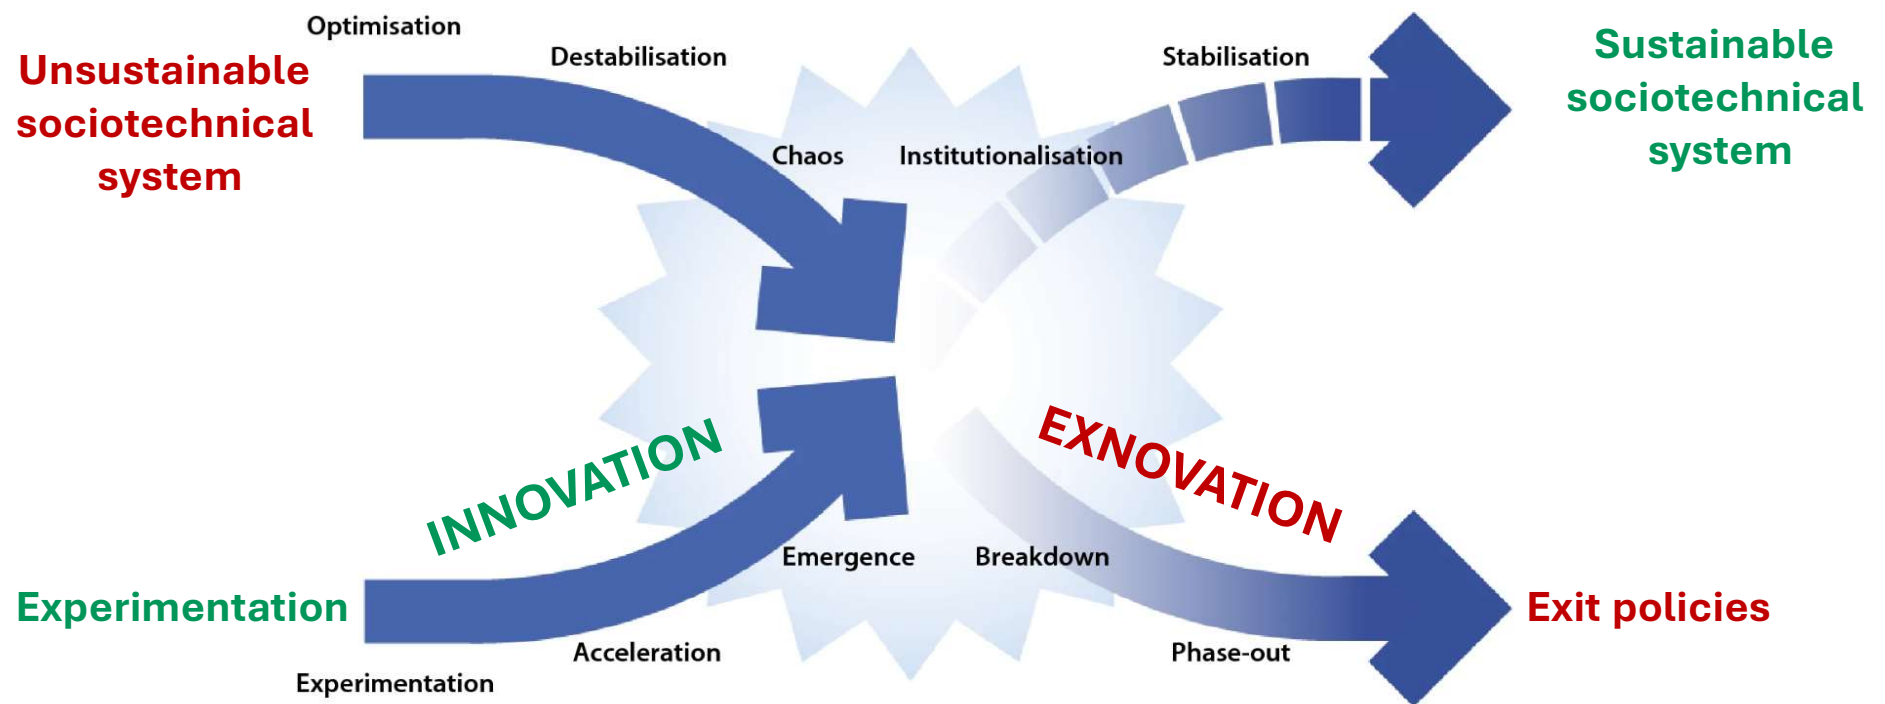 Optimisation
Destabilisation
Stabilisation
Unsustainable
sociotechnical
system
Sustainable
sociotechnical
system
Chaos
Institutionalisation
INNOVATION
EXNOVATION
Emergence
Breakdown
Experimentation
Exit policies
Acceleration
Phase-out
Experimentation